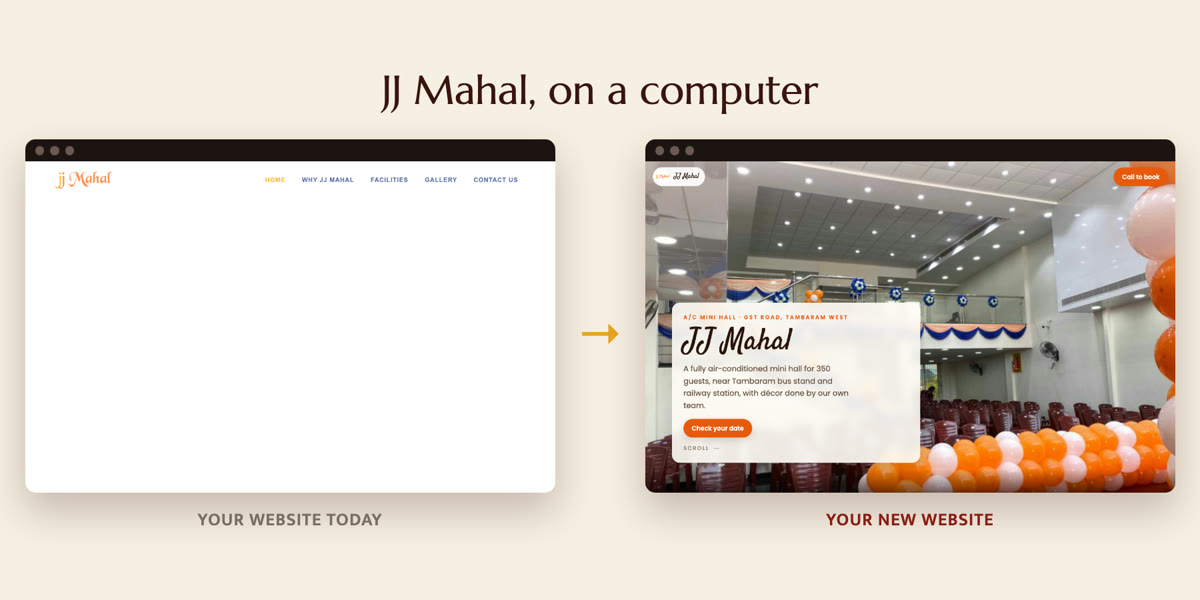 JJ Mahal, on a computer
jj Mahal
HOME WHY JJ MAHAL FACILITIES GALLERY CONTACT US
JJ Mahal
Call to book
A/C MINI HALL · GST ROAD, TAMBARAM WEST
JJ Mahal
A fully air-conditioned mini hall for 350
guests, near Tambaram bus stand and
railway station, with décor done by our own
team.
Check your date
SCROLL
YOUR WEBSITE TODAY
YOUR NEW WEBSITE